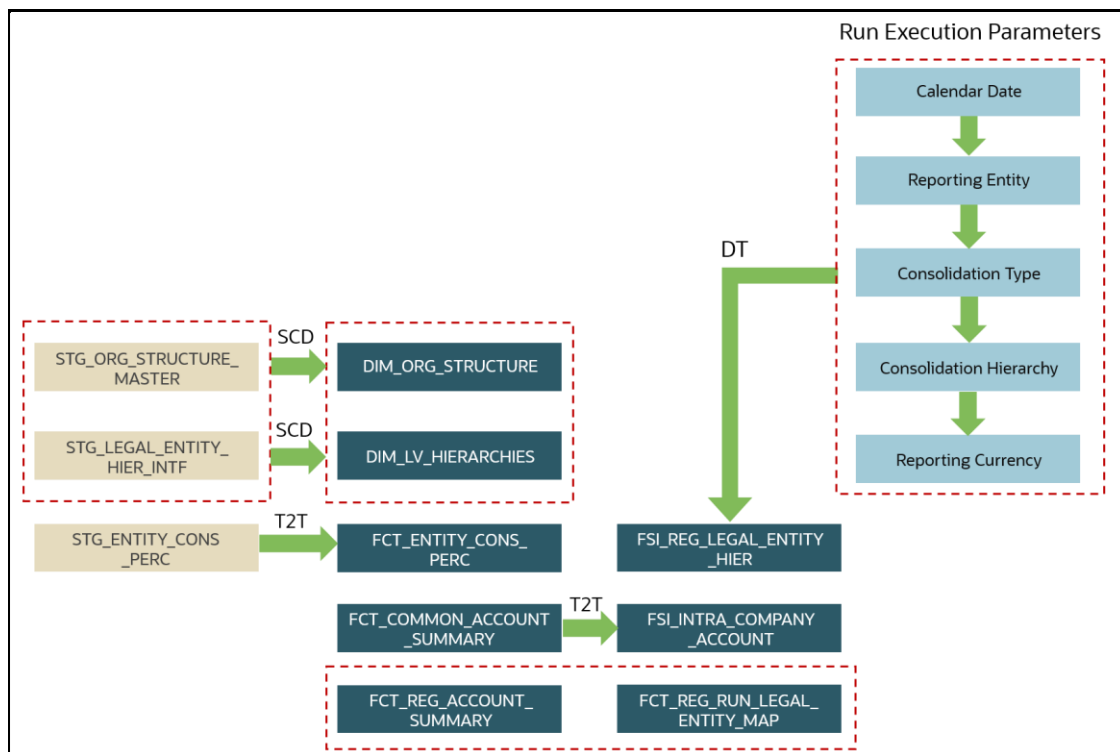 Run Execution Parameters
Calendar Date
Reporting Entity
DT
Consolidation Type
SCD
STG_ORG_STRUCTURE_
MASTER
DIM_ORG_STRUCTURE
Consolidation Hierarchy
SCD
STG_LEGAL_ENTITY_
HIER_INTF
DIM_LV_HIERARCHIES
Reporting Currency
T2T
STG_ENTITY_CONS
_PERC
FCT_ENTITY_CONS_
PERC
FSI_REG_LEGAL_ENTITY
_HIER
T2T
FCT_COMMON_ACCOUNT
_SUMMARY
FSI_INTRA_COMPANY
_ACCOUNT
FCT_REG_ACCOUNT_
SUMMARY
FCT_REG_RUN_LEGAL_
ENTITY_MAP